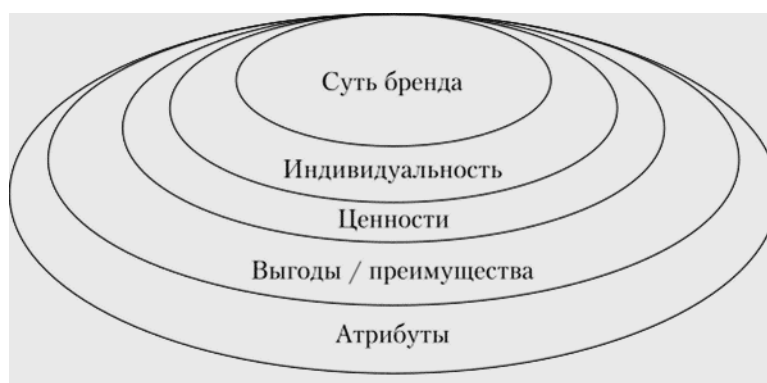 Суть бренда
Индивидуальность
Ценности
Выгоды / преимущества
Атрибуты